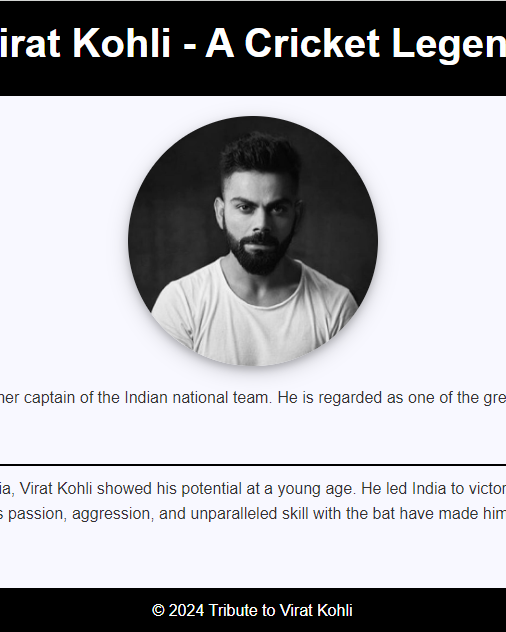 irat Kohli - A Cricket Legen
ner captain of the Indian national team. He is regarded as one of the gre
ia, Virat Kohli showed his potential at a young age. He led India to victor
s passion, aggression, and unparalleled skill with the bat have made him
© 2024 Tribute to Virat Kohli